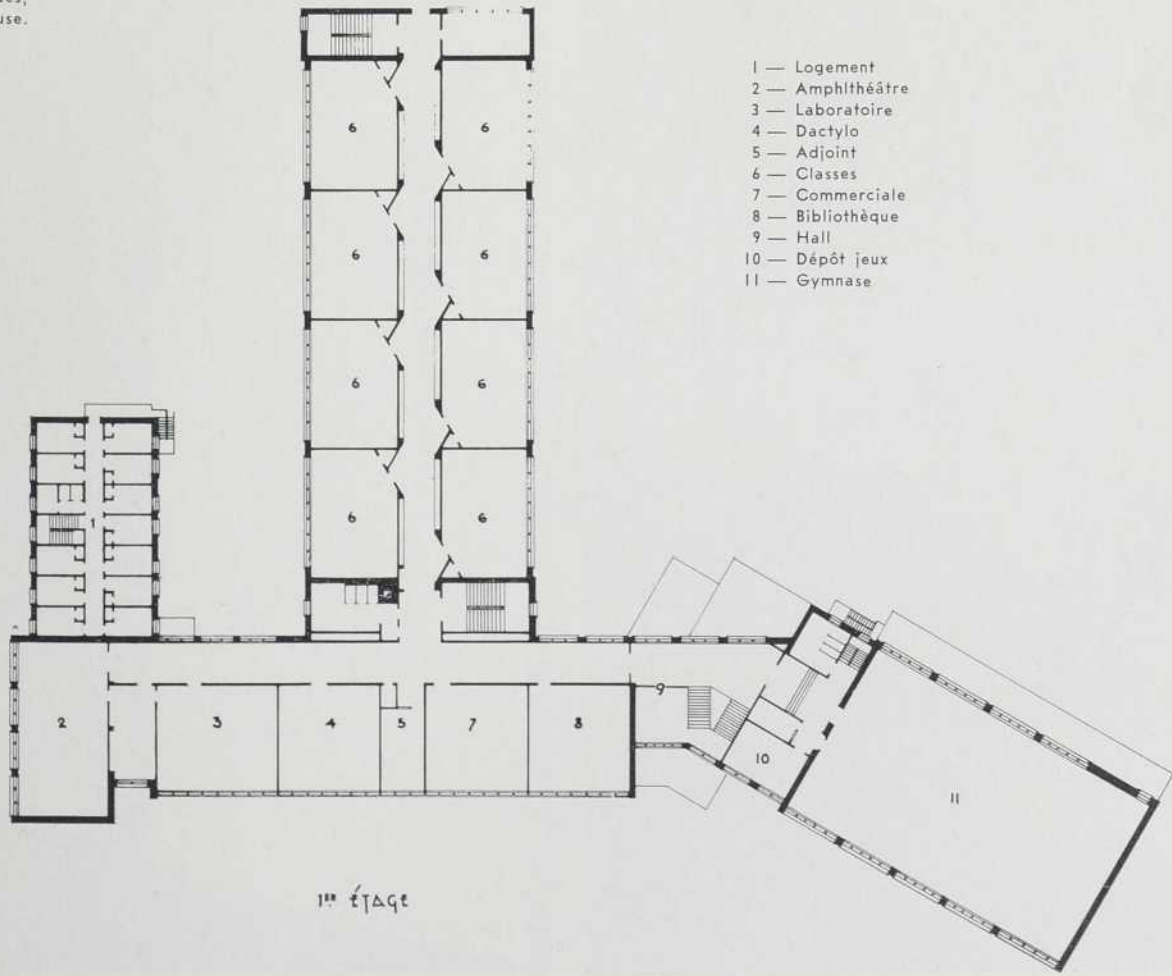 use.
1 — Logement
2 — Amphithéâtre
3 — Laboratoire
4 — Dactylo
5 — Adjoint
6 — Classes
7 — Commerciale
8 — Bibliothèque
9 — Hall
10 — Dépôt jeux
11 — Gymnase
6 6
6 6
6 6
6 6
1
2 3 4 5 7 8 9 10 11
1ER ÉTAGE